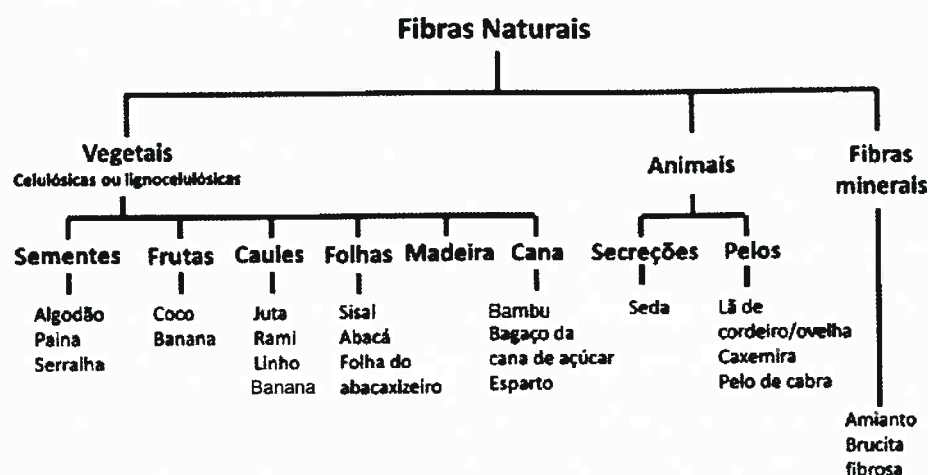 Fibras Naturais
Vegetais
Celulósicas ou lignocelulósicas
Animais
Fibras
minerais
Sementes
Frutas
Caules
Folhas
Madeira
Cana
Secreções
Pelos
Algodão
Paina
Serralha
Coco
Banana
Juta
Rami
Linho
Banana
Sisal
Abacá
Folha do
abacaxizeiro
Bambu
Bagaço da
cana de açúcar
Esparto
Seda
Lã de
cordeiro/ovelha
Caxemira
Pelo de cabra
Amianto
Brucita
fibrosa